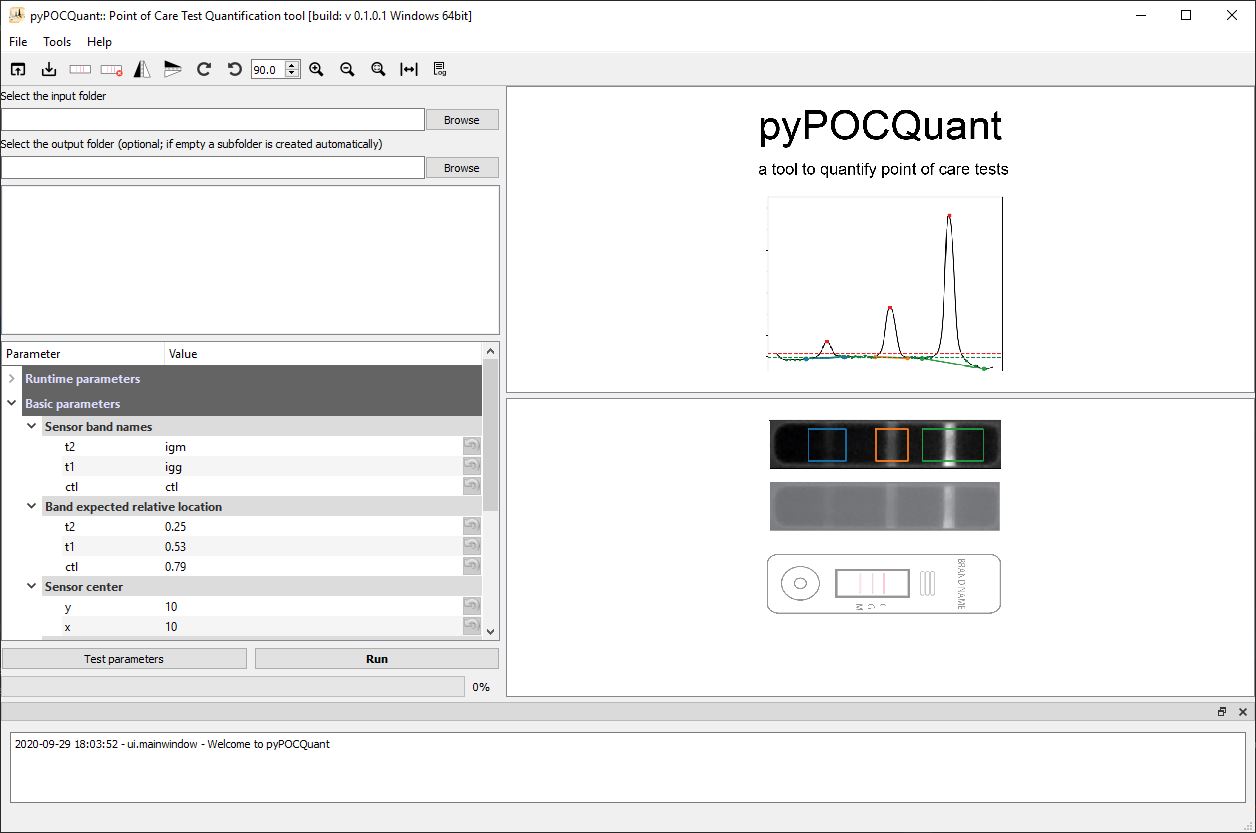 pyPOCQuant:: Point of Care Test Quantification tool [build: v 0.1.0.1 Windows 64bit]
File Tools Help
90.0
Log
Select the input folder
Browse
Select the output folder (optional; if empty a subfolder is created automatically)
Browse
Parameter Value
Runtime parameters
Basic parameters
Sensor band names
t2 igm
t1 igg
ctl ctl
Band expected relative location
t2 0.25
t1 0.53
ctl 0.79
Sensor center
y 10
x 10
Test parameters Run
0%
pyPOCQuant
a tool to quantify point of care tests
BRAND NAME
M G C
2020-09-29 18:03:52 - ui.mainwindow - Welcome to pyPOCQuant